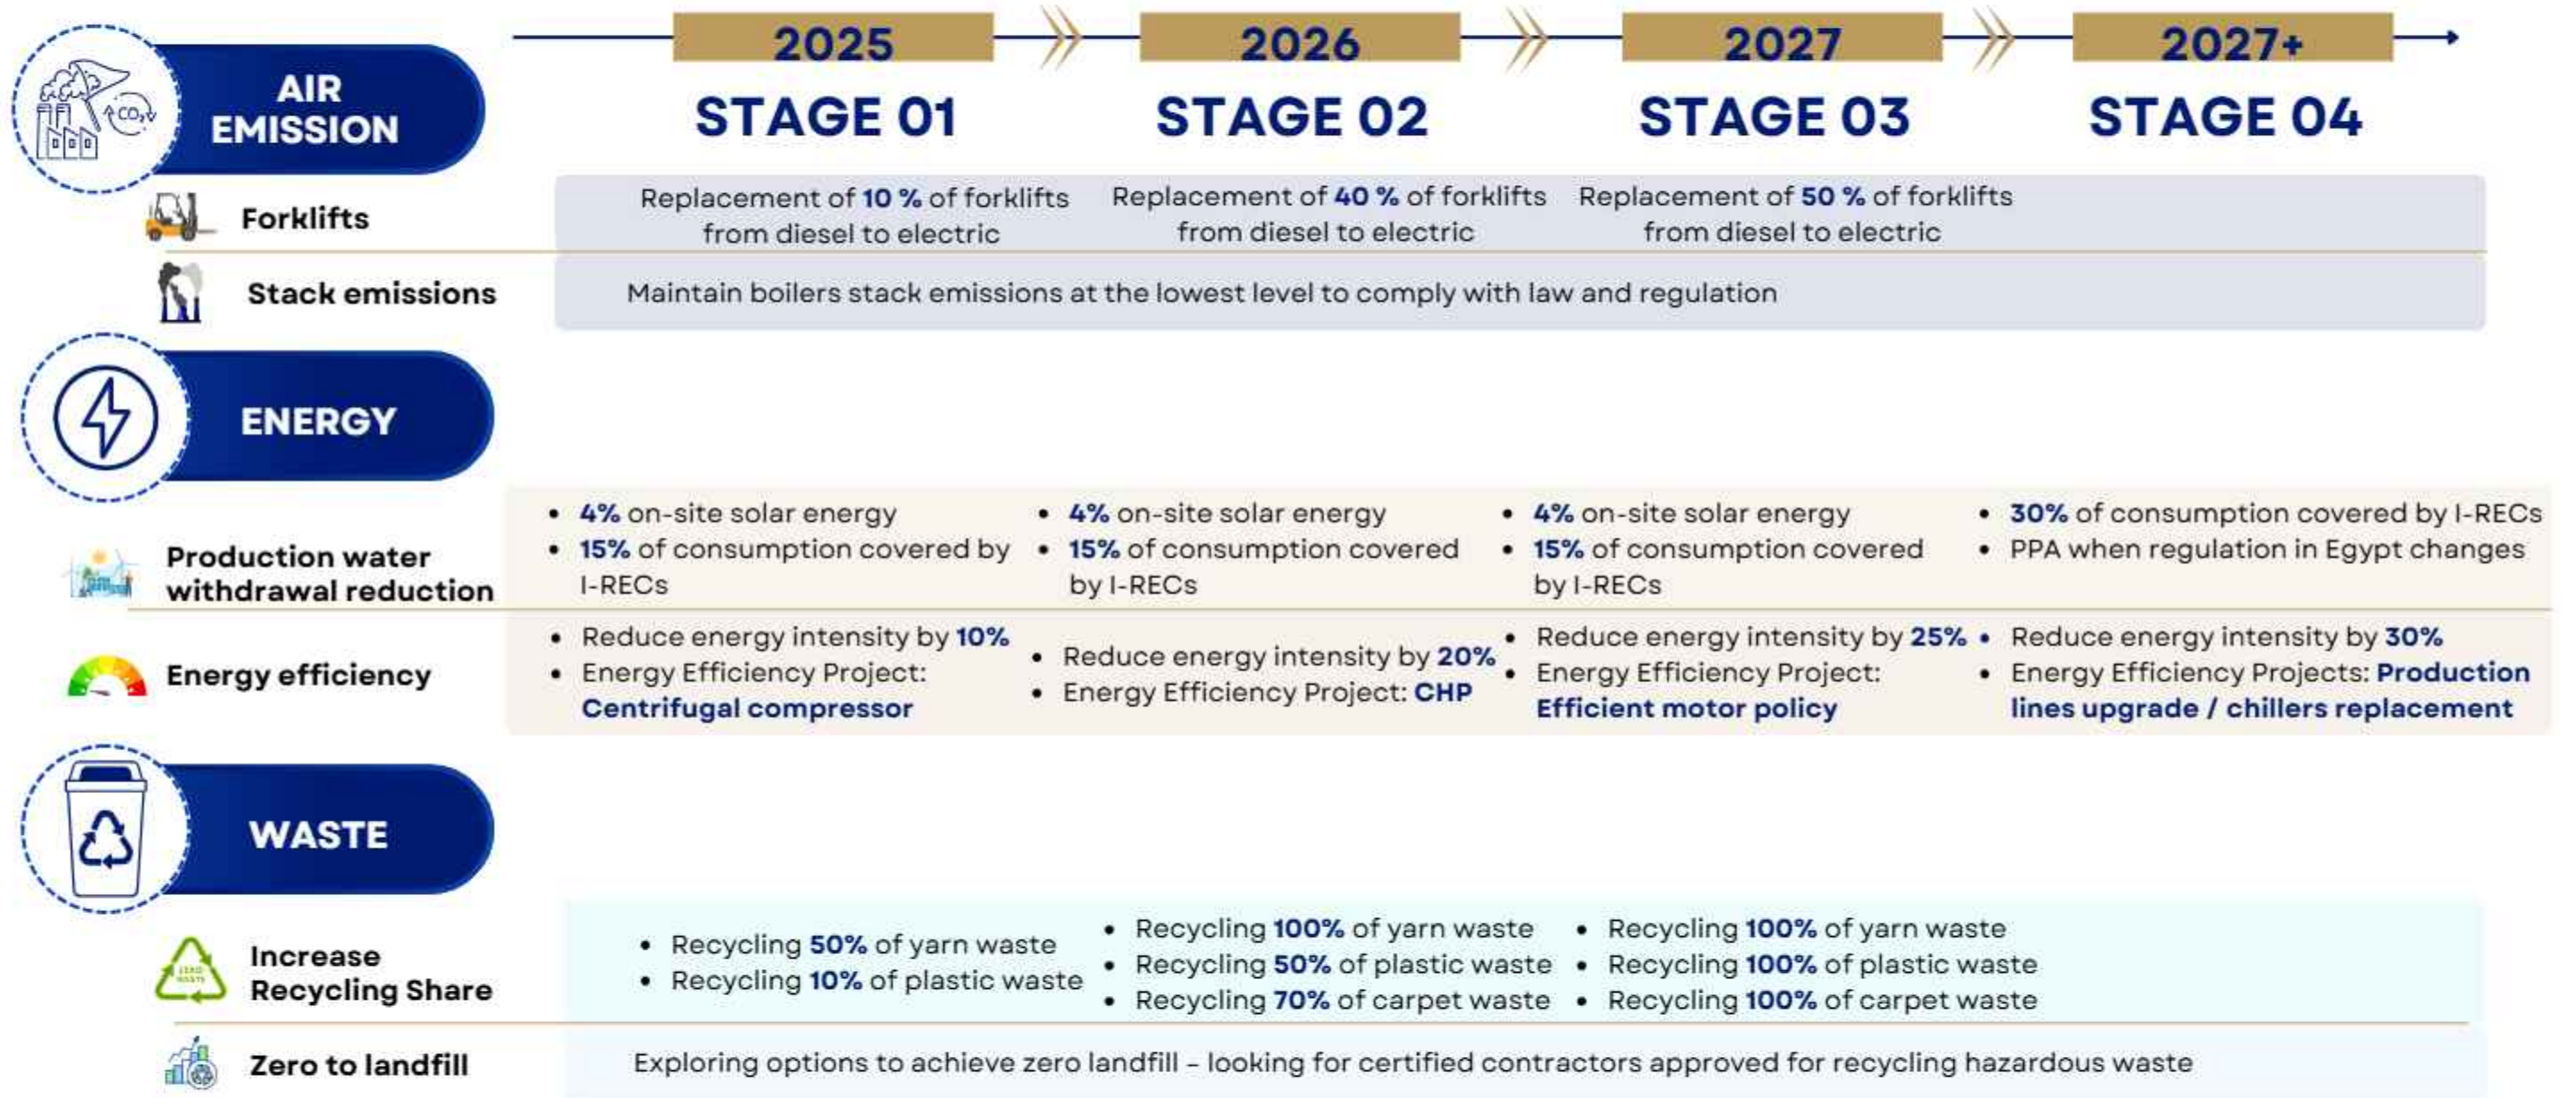 2025
2026
2027
2027+
AIR
EMISSION
CO₂
STAGE 01
STAGE 02
STAGE 03
STAGE 04
Forklifts
Replacement of 10 % of forklifts
from diesel to electric
Replacement of 40 % of forklifts
from diesel to electric
Replacement of 50 % of forklifts
from diesel to electric
Stack emissions
Maintain boilers stack emissions at the lowest level to comply with law and regulation
ENERGY
Production water
withdrawal reduction
• 4% on-site solar energy
• 15% of consumption covered by
I-RECs
• 4% on-site solar energy
• 15% of consumption covered
by I-RECs
• 4% on-site solar energy
• 15% of consumption covered
by I-RECs
• 30% of consumption covered by I-RECs
• PPA when regulation in Egypt changes
Energy efficiency
• Reduce energy intensity by 10%
• Energy Efficiency Project:
Centrifugal compressor
• Reduce energy intensity by 20%
• Energy Efficiency Project: CHP
• Reduce energy intensity by 25%
• Energy Efficiency Project:
Efficient motor policy
• Reduce energy intensity by 30%
• Energy Efficiency Projects: Production
lines upgrade / chillers replacement
WASTE
Increase
Recycling Share
ZERO
WASTE
• Recycling 50% of yarn waste
• Recycling 10% of plastic waste
• Recycling 100% of yarn waste
• Recycling 50% of plastic waste
• Recycling 70% of carpet waste
• Recycling 100% of yarn waste
• Recycling 100% of plastic waste
• Recycling 100% of carpet waste
Zero to landfill
Exploring options to achieve zero landfill – looking for certified contractors approved for recycling hazardous waste